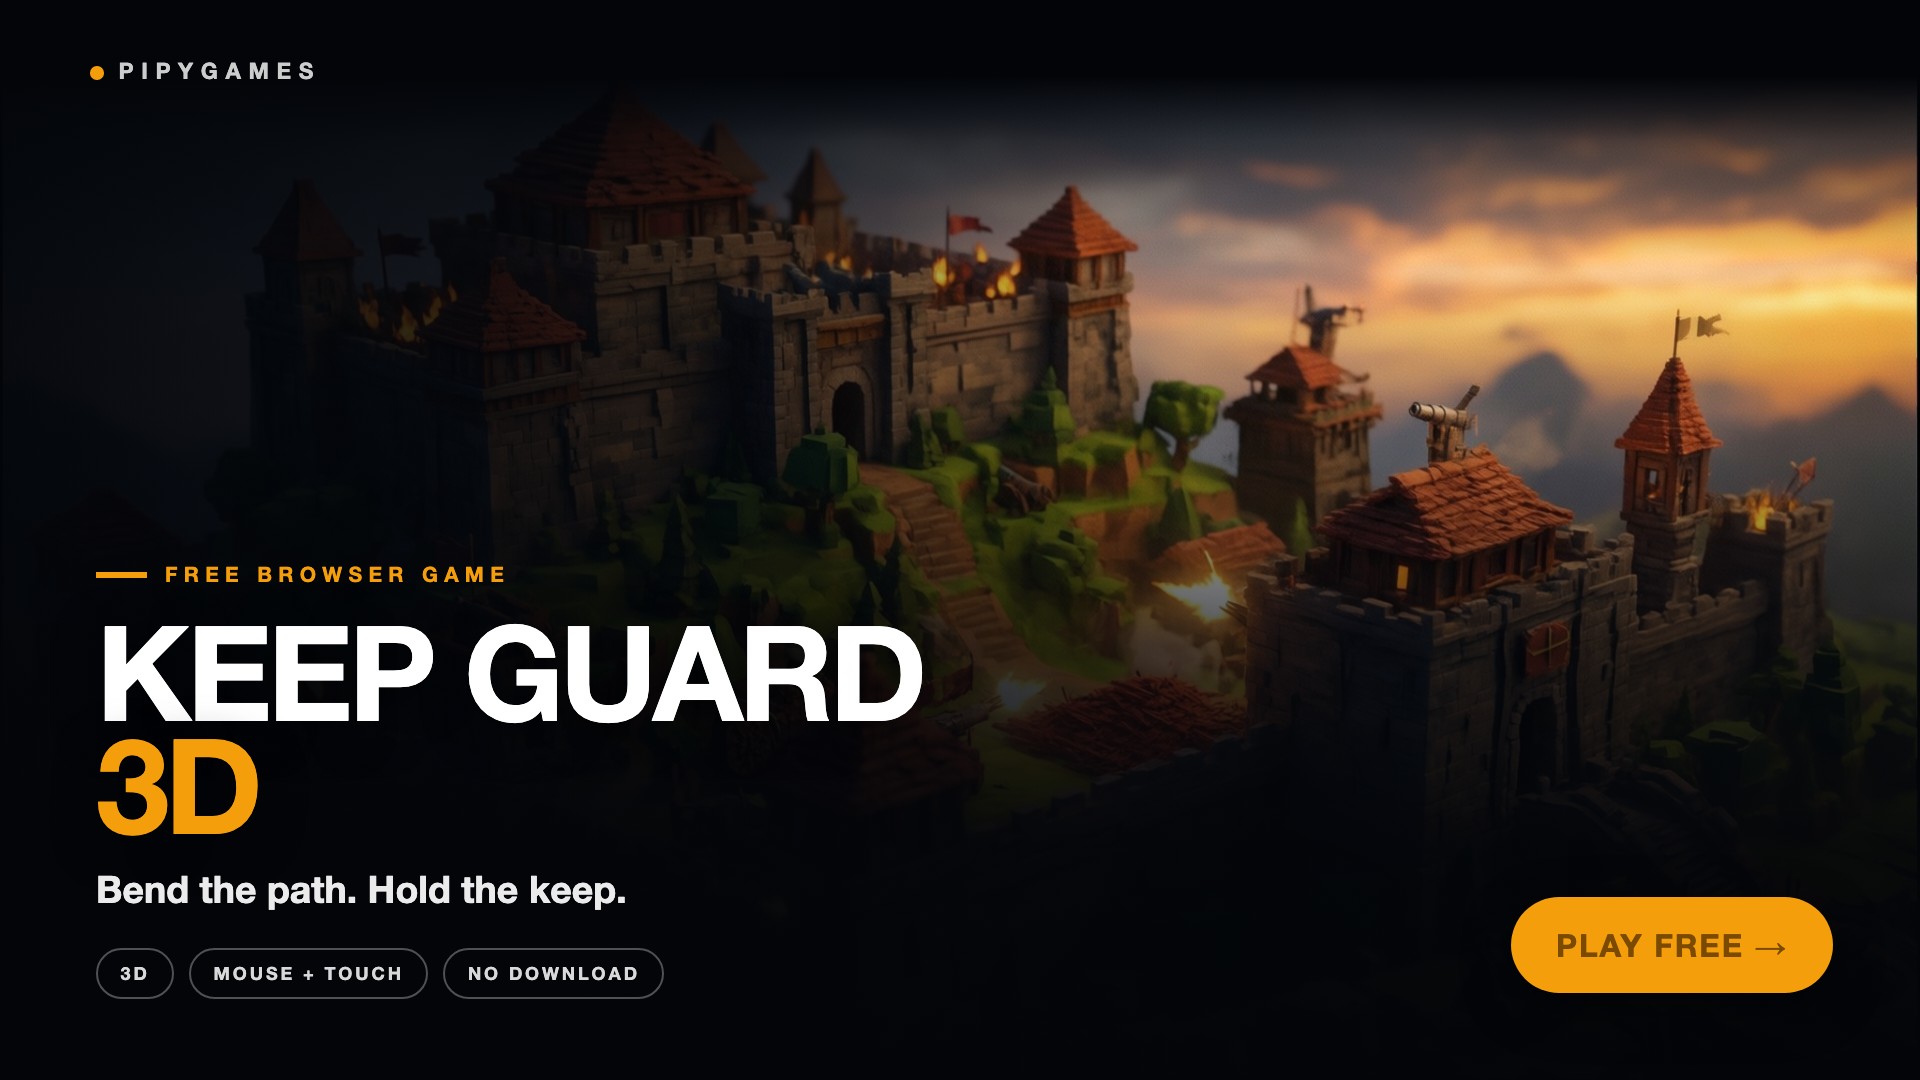 PIPYGAMES
FREE BROWSER GAME
KEEP GUARD
3D
Bend the path. Hold the keep.
3D
MOUSE + TOUCH
NO DOWNLOAD
PLAY FREE →